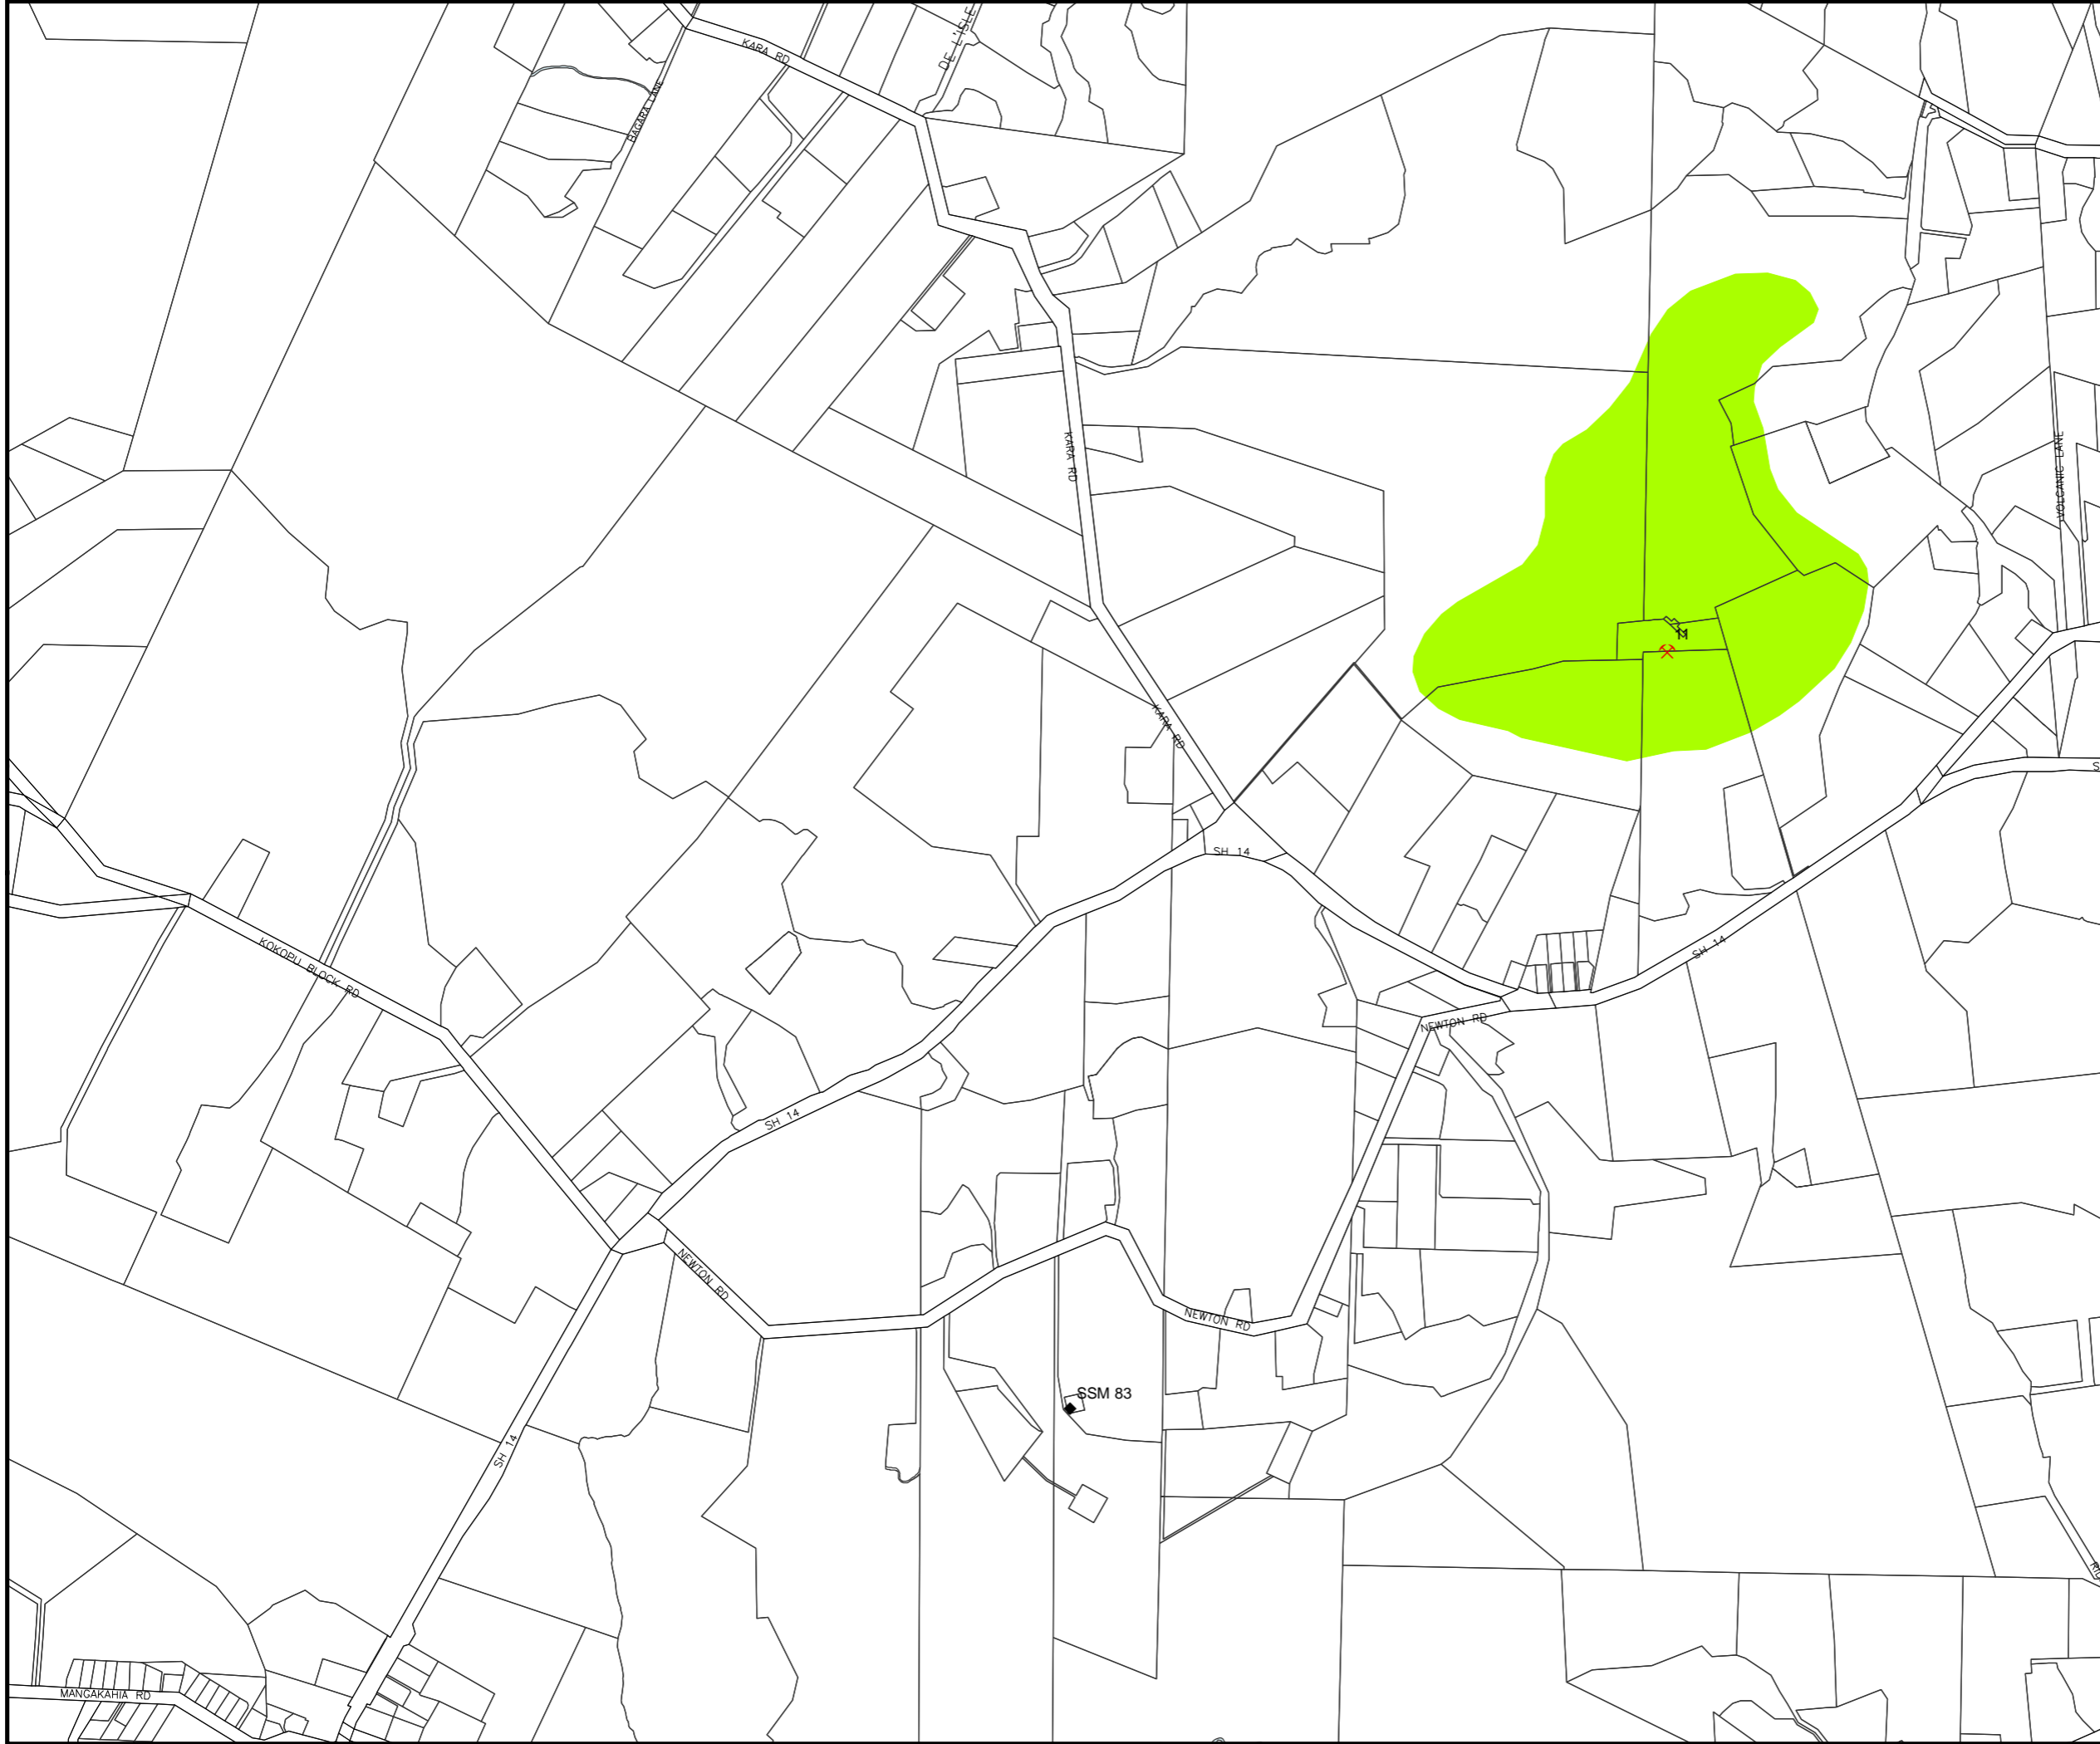 DE L'ISLE
KARA RD
BAGARA LANE
KARA RD
VOLCANIC LANE
M
KARA RD
SH 14
SH 14
KOKOPU BLOCK RD
NEWTON RD
SH 14
NEWTON RD
NEWTON RD
SSM 83
SH 14
MANGAKAHIA RD